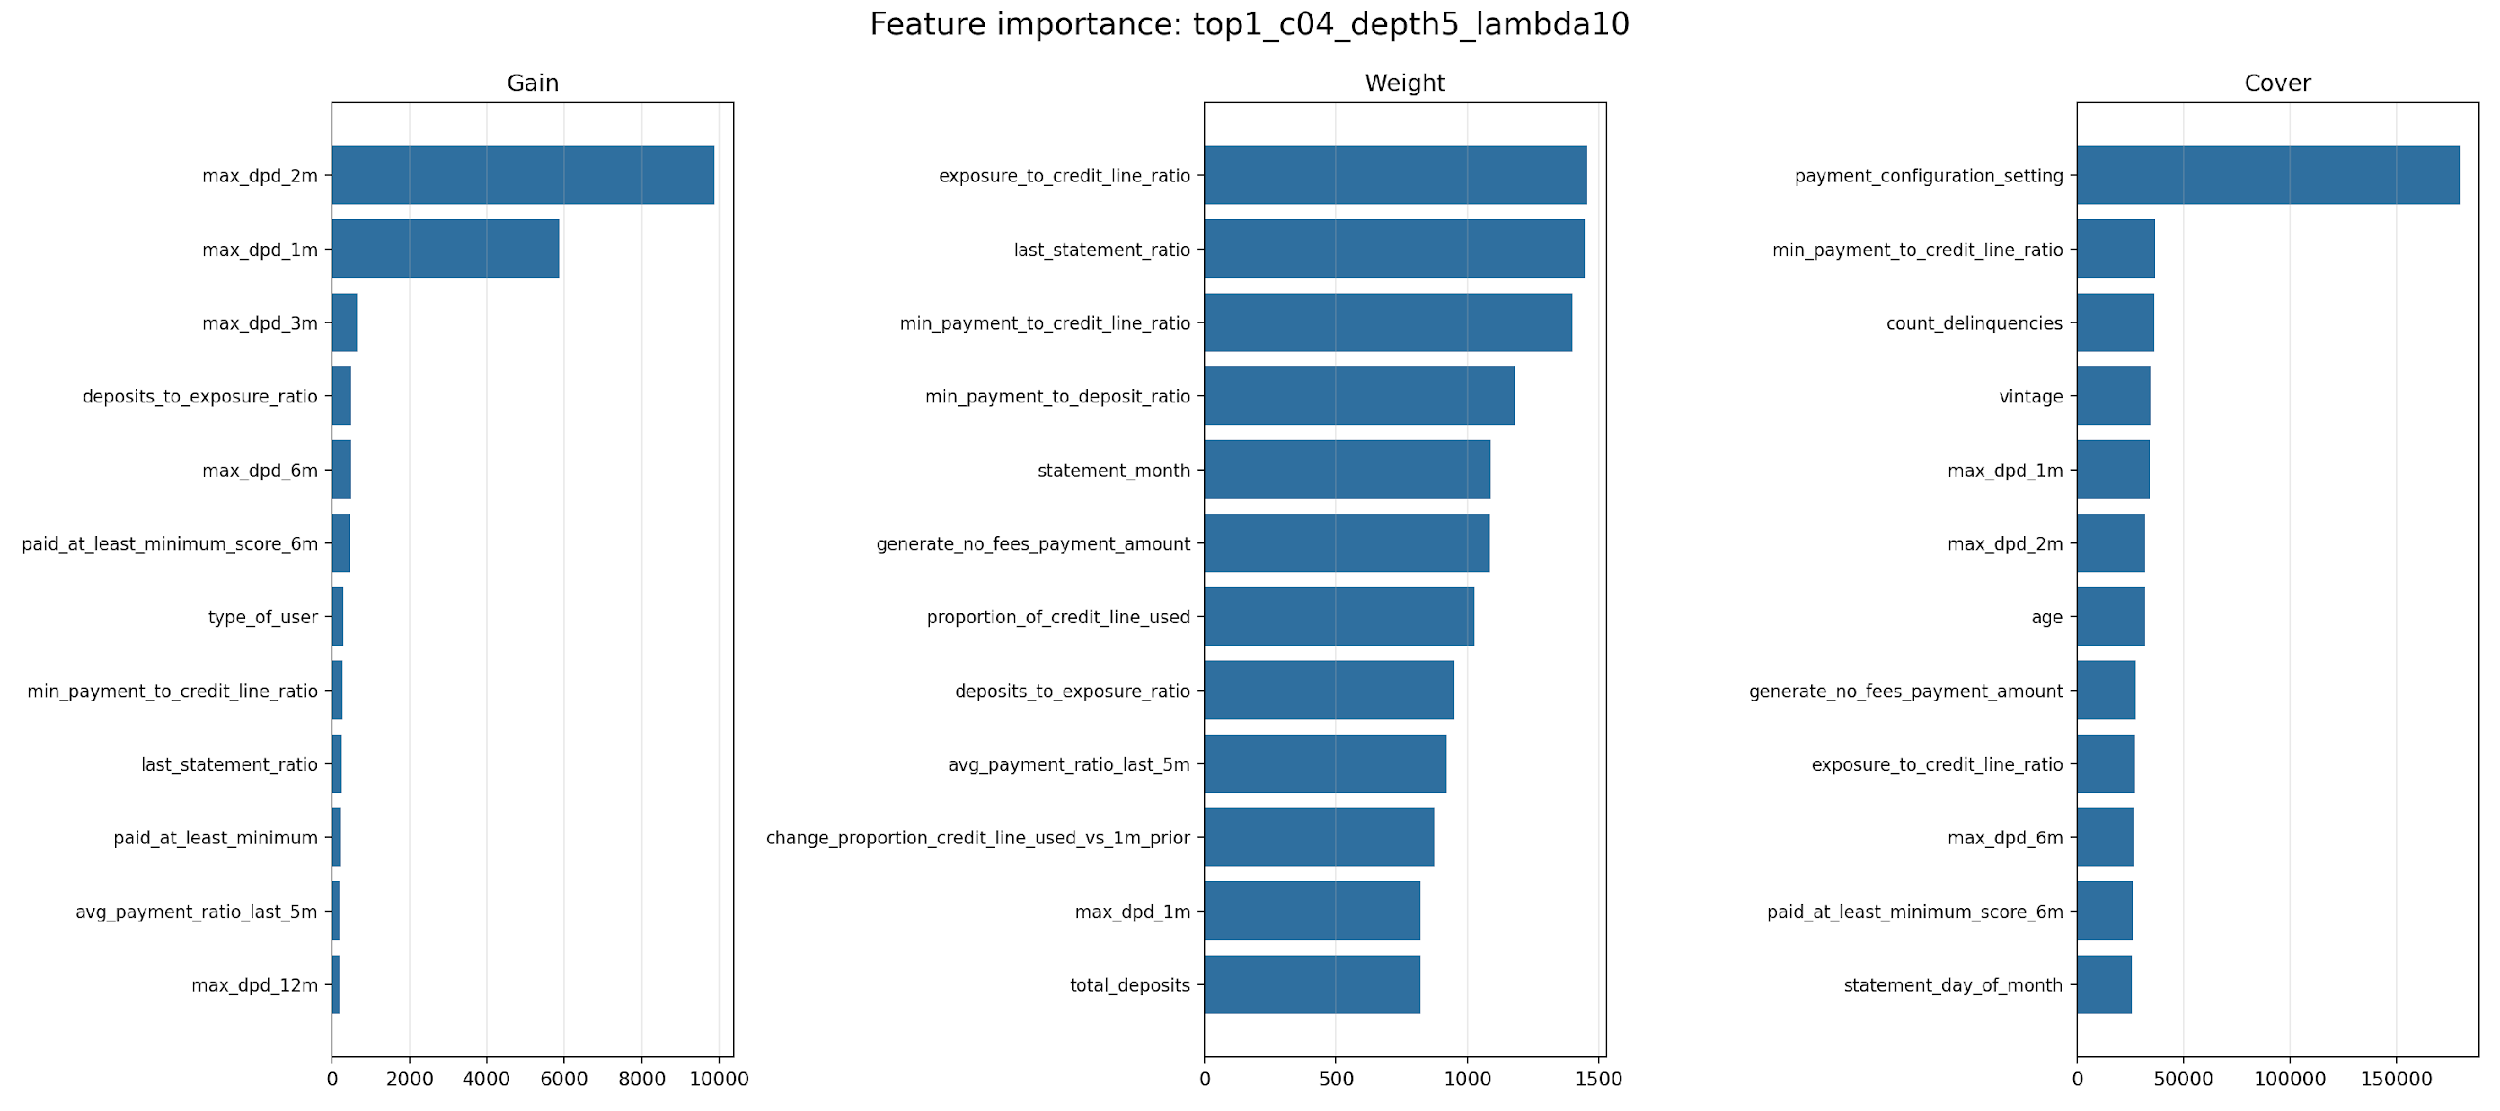 Feature importance: top1_c04_depth5_lambda10
Gain
max_dpd_2m
max_dpd_1m
max_dpd_3m
deposits_to_exposure_ratio
max_dpd_6m
paid_at_least_minimum_score_6m
type_of_user
min_payment_to_credit_line_ratio
last_statement_ratio
paid_at_least_minimum
avg_payment_ratio_last_5m
max_dpd_12m
0 2000 4000 6000 8000 10000
Weight
exposure_to_credit_line_ratio
last_statement_ratio
min_payment_to_credit_line_ratio
min_payment_to_deposit_ratio
statement_month
generate_no_fees_payment_amount
proportion_of_credit_line_used
deposits_to_exposure_ratio
avg_payment_ratio_last_5m
change_proportion_credit_line_used_vs_1m_prior
max_dpd_1m
total_deposits
0 500 1000 1500
Cover
payment_configuration_setting
min_payment_to_credit_line_ratio
count_delinquencies
vintage
max_dpd_1m
max_dpd_2m
age
generate_no_fees_payment_amount
exposure_to_credit_line_ratio
max_dpd_6m
paid_at_least_minimum_score_6m
statement_day_of_month
0 50000 100000 150000